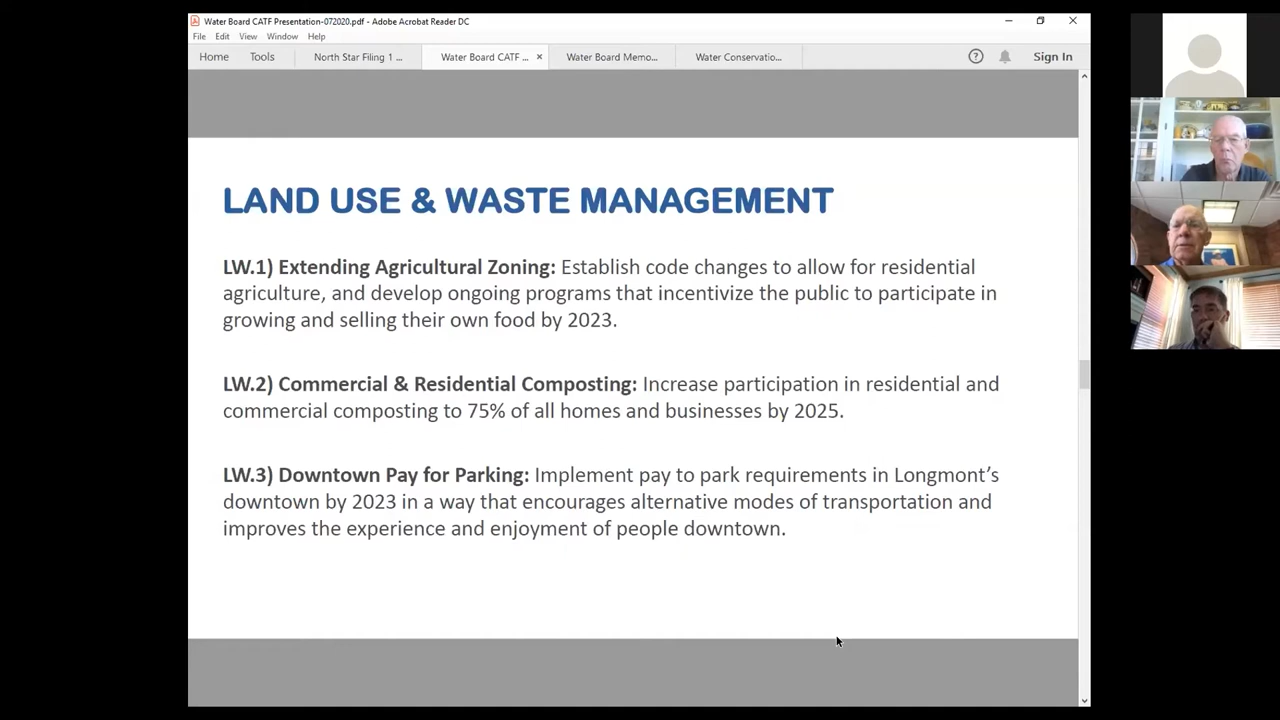 Water Board CATF Presentation-072020.pdf - Adobe Acrobat Reader DC
File Edit View Window Help
Home Tools North Star Filing 1 ... Water Board CATF ... × Water Board Memo... Water Conservatio... ? Sign In
LAND USE & WASTE MANAGEMENT
LW.1) Extending Agricultural Zoning: Establish code changes to allow for residential
agriculture, and develop ongoing programs that incentivize the public to participate in
growing and selling their own food by 2023.
LW.2) Commercial & Residential Composting: Increase participation in residential and
commercial composting to 75% of all homes and businesses by 2025.
LW.3) Downtown Pay for Parking: Implement pay to park requirements in Longmont’s
downtown by 2023 in a way that encourages alternative modes of transportation and
improves the experience and enjoyment of people downtown.